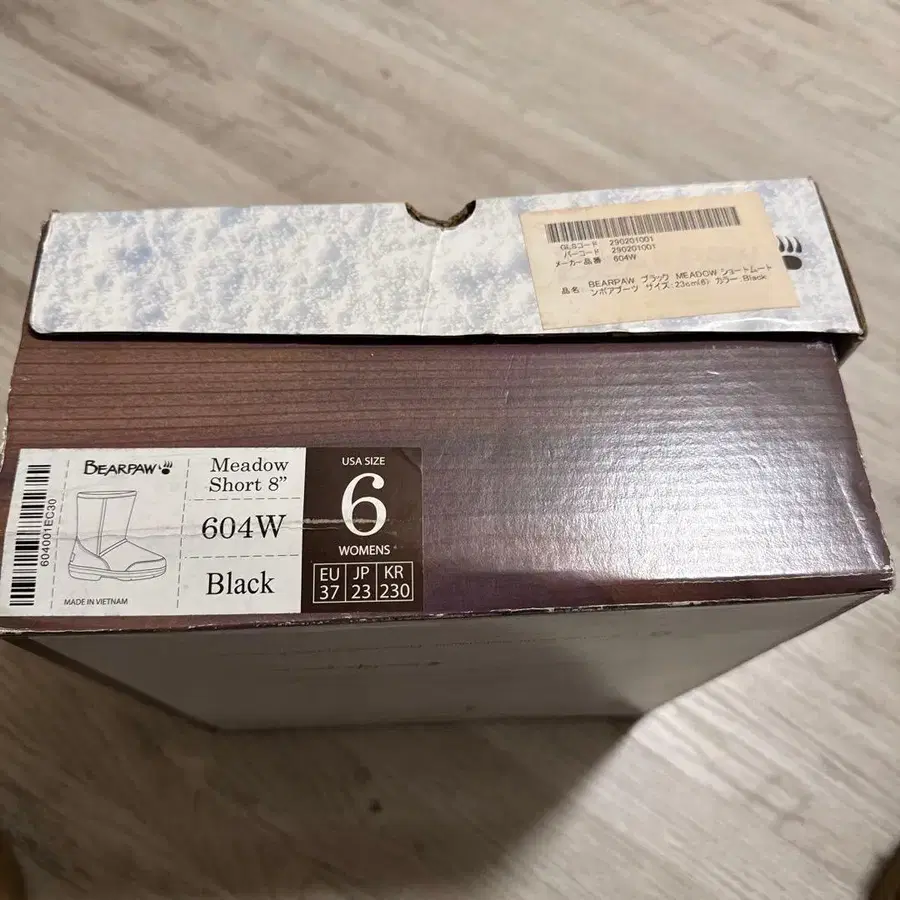 GLSコード 290201001
バーコード 290201001
メーカー品番 604W
品名 BEARPAW ブラック MEADOW ショートムート
ンボアブーツ サイズ:23cm(6) カラー:Black
BEARPAW
Meadow
Short 8”
604W
Black
604001EC30
MADE IN VIETNAM
USA SIZE
6
WOMENS
EU JP KR
37 23 230